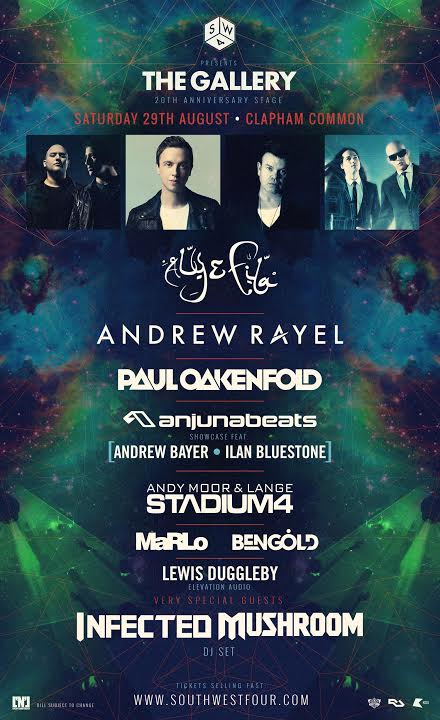 SW4
PRESENTS
THE GALLERY
20TH ANNIVERSARY STAGE
SATURDAY 29TH AUGUST • CLAPHAM COMMON
Aly & Fila
ANDREW RAYEL
PAUL OAKENFOLD
anjunabeats
SHOWCASE FEAT.
[ANDREW BAYER • ILAN BLUESTONE]
ANDY MOOR & LANGE
STADIUM4
MaRLo BENGOLD
LEWIS DUGGLEBY
ELEVATION AUDIO
VERY SPECIAL GUESTS
INFECTED MUSHROOM
DJ SET
TICKETS SELLING FAST
BILL SUBJECT TO CHANGE
WWW.SOUTHWESTFOUR.COM